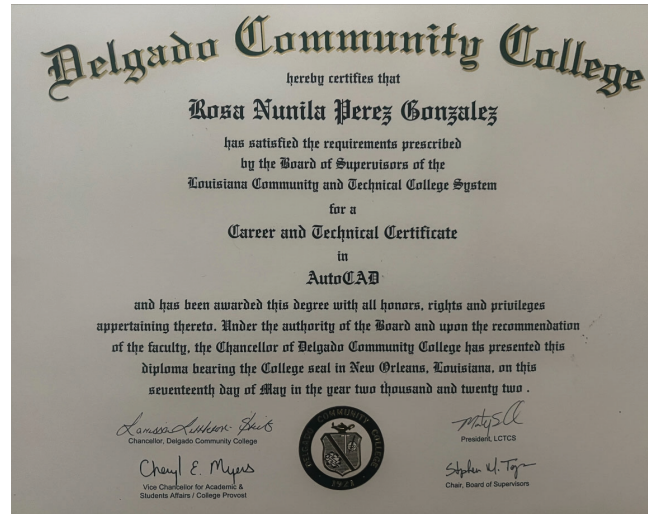 Delgado Community College
hereby certifies that
Rosa Nunila Perez Gonzalez
has satisfied the requirements prescribed
by the Board of Supervisors of the
Louisiana Community and Technical College System
for a
Career and Technical Certificate
in
AutoCAD
and has been awarded this degree with all honors, rights and privileges
appertaining thereto. Under the authority of the Board and upon the recommendation
of the faculty, the Chancellor of Delgado Community College has presented this
diploma bearing the College seal in New Orleans, Louisiana, on this
seventeenth day of May in the year two thousand and twenty two .
Chancellor, Delgado Community College
President, LCTCS
DELGADO COMMUNITY COLLEGE
1921
Cheryl E. Myers
Vice Chancellor for Academic &
Students Affairs / College Provost
Chair, Board of Supervisors